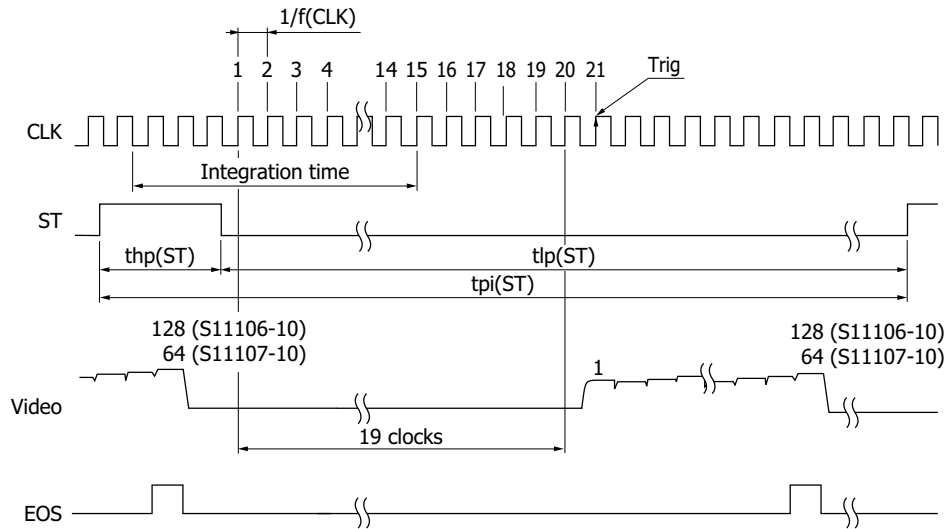 1/f(CLK)
1 2 3 4 14 15 16 17 18 19 20 21
Trig
CLK
Integration time
ST
thp(ST)
tlp(ST)
tpi(ST)
128 (S11106-10)
64 (S11107-10)
128 (S11106-10)
64 (S11107-10)
1
Video
19 clocks
EOS